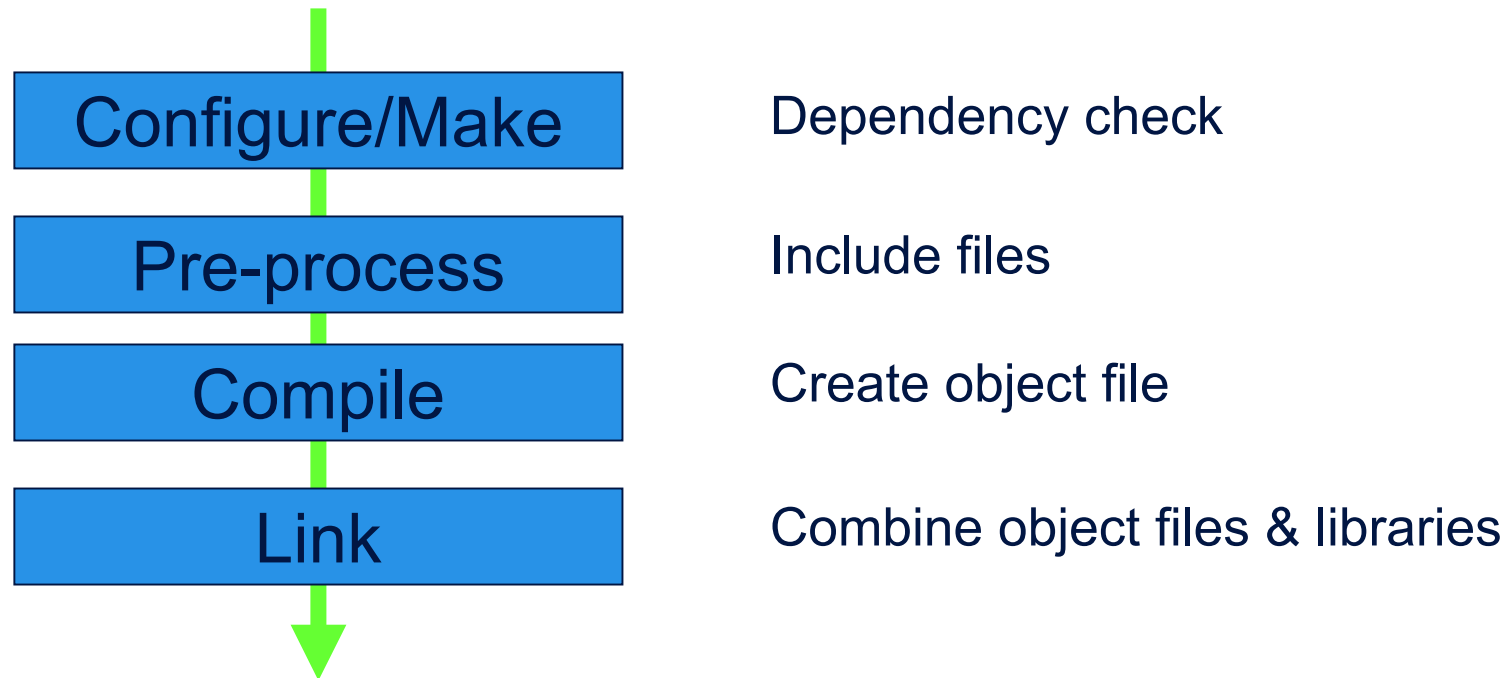 Configure/Make
Dependency check
Pre-process
Include files
Compile
Create object file
Link
Combine object files & libraries